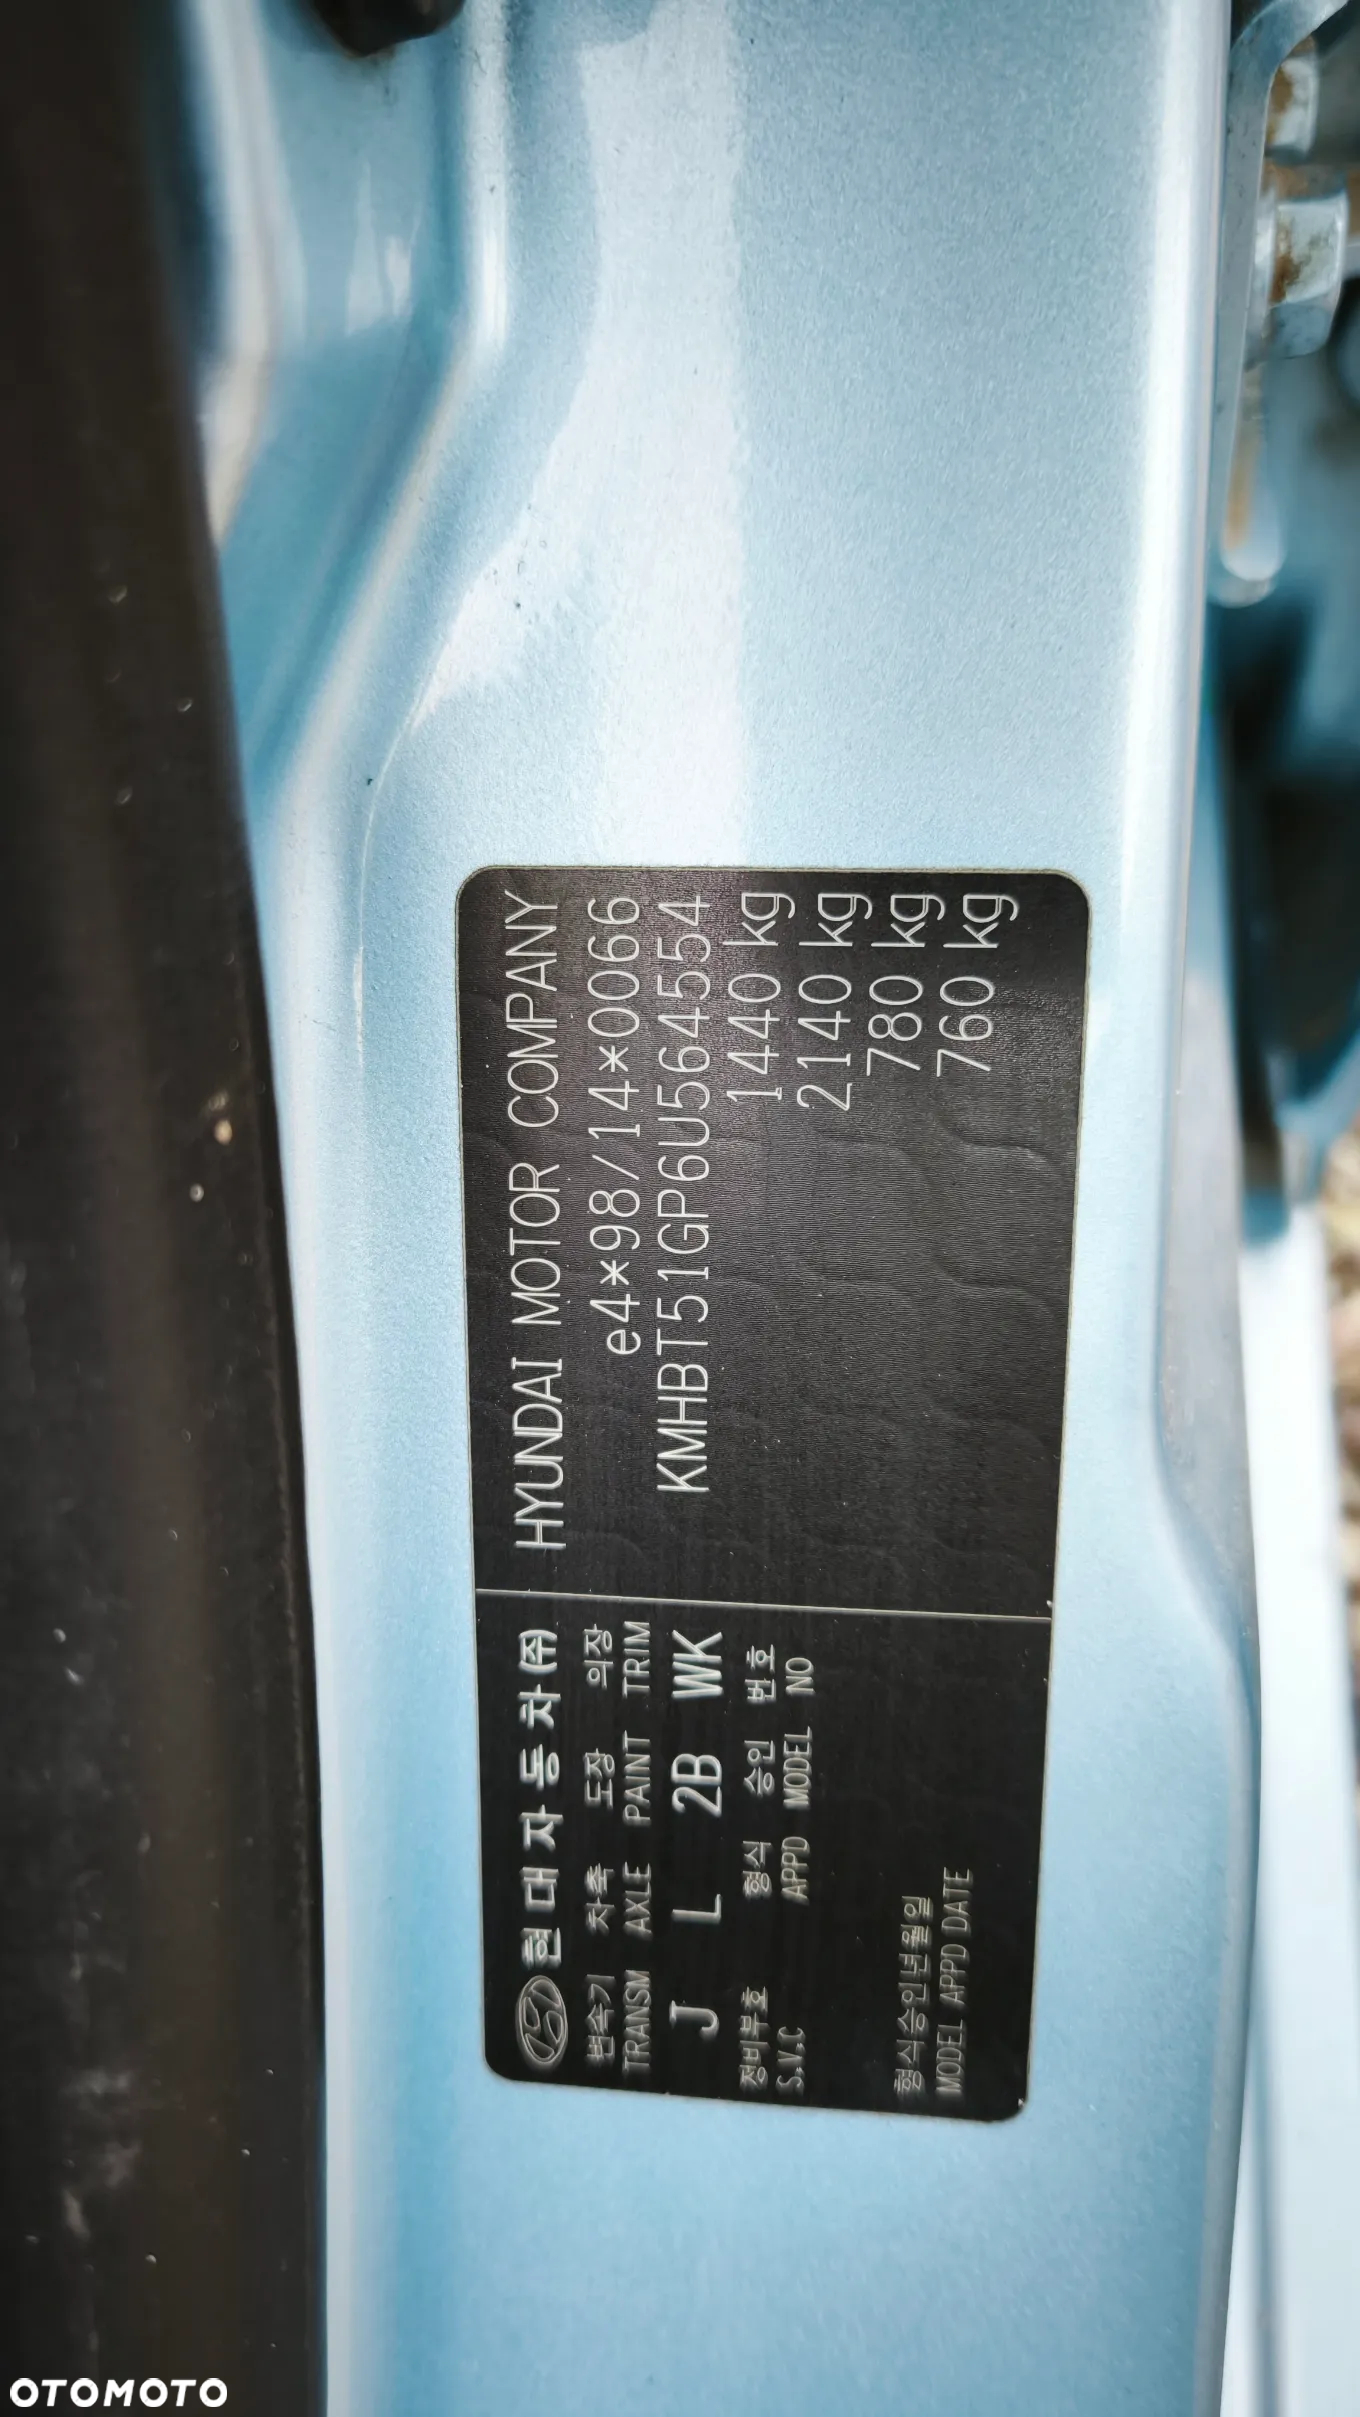 현대자동차(주)
HYUNDAI MOTOR COMPANY
변속기 차축 도장 의장
TRANSM AXLE PAINT TRIM
e4*98/14*0066
J L 2B WK
KMHBT51GP6U564554
정비부호 형식 승인 번호
S.V.C APPD MODEL NO
1440 kg
2140 kg
형식승인년월일
780 kg
MODEL APPD DATE
760 kg
OTOMOTO